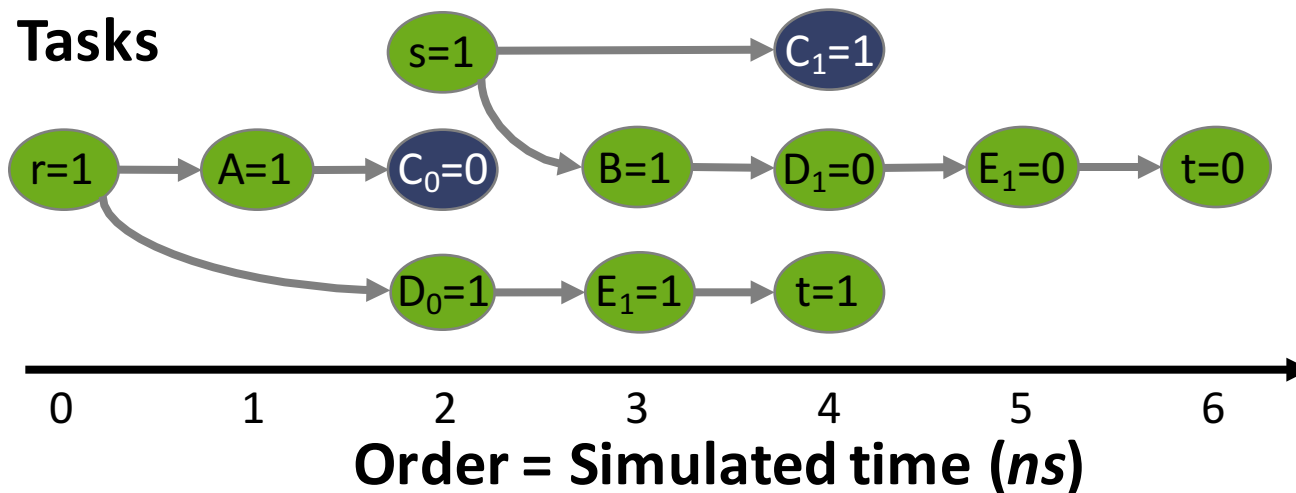 Tasks
s=1 C₁=1
r=1 A=1 C₀=0 B=1 D₁=0 E₁=0 t=0
D₀=1 E₁=1 t=1
0 1 2 3 4 5 6
Order = Simulated time (ns)